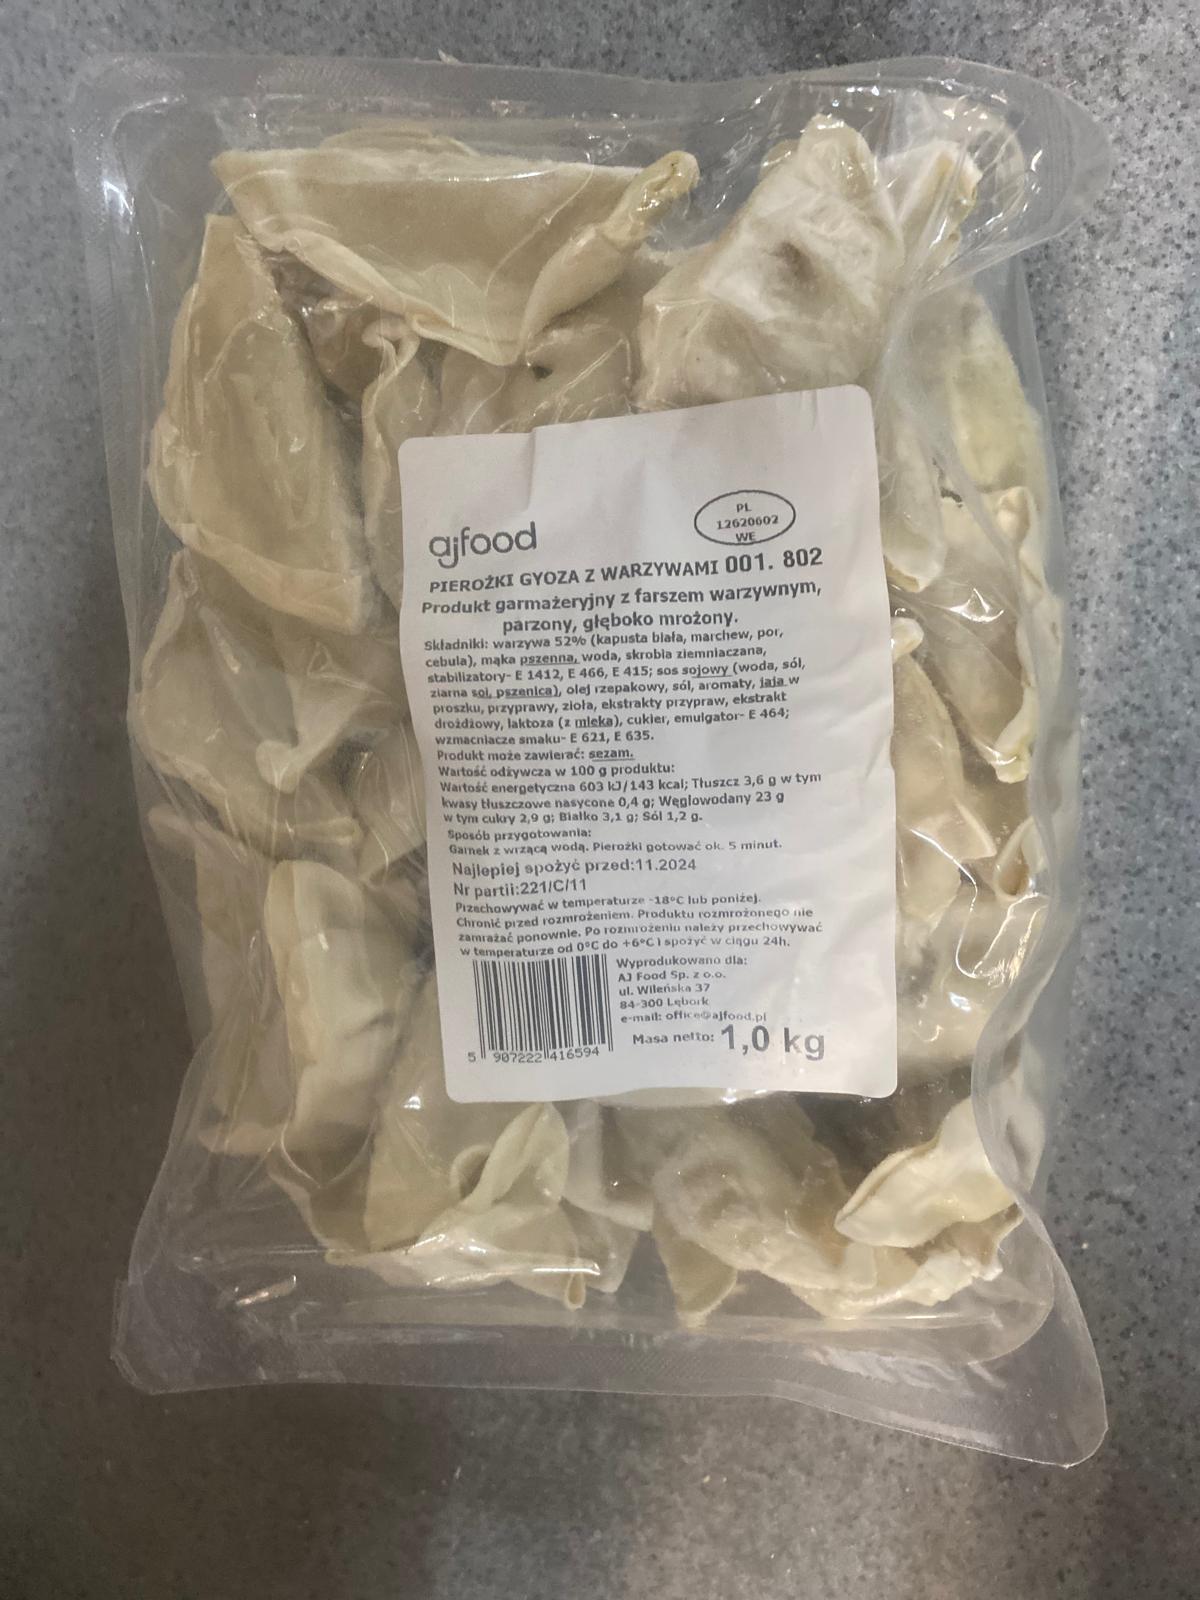 ajfood
PL
12620602
WE
PIEROŻKI GYOZA Z WARZYWAMI 001. 802
Produkt garmażeryjny z farszem warzywnym,
parzony, głęboko mrożony.
Składniki: warzywa 52% (kapusta biała, marchew, por,
cebula), mąka pszenna, woda, skrobia ziemniaczana,
stabilizatory- E 1412, E 466, E 415; sos sojowy (woda, sól,
ziarna soi, pszenica), olej rzepakowy, sól, aromaty, jaja w
proszku, przyprawy, zioła, ekstrakty przypraw, ekstrakt
drożdżowy, laktoza (z mleka), cukier, emulgator- E 464;
wzmacniacze smaku- E 621, E 635.
Produkt może zawierać: sezam.
Wartość odżywcza w 100 g produktu:
Wartość energetyczna 603 kJ/143 kcal; Tłuszcz 3,6 g w tym
kwasy tłuszczowe nasycone 0,4 g; Węglowodany 23 g
w tym cukry 2,9 g; Białko 3,1 g; Sól 1,2 g.
Sposób przygotowania:
Garnek z wrzącą wodą. Pierożki gotować ok. 5 minut.
Najlepiej spożyć przed:11.2024
Nr partii:221/C/11
Przechowywać w temperaturze -18°C lub poniżej.
Chronić przed rozmrożeniem. Produktu rozmrożonego nie
zamrażać ponownie. Po rozmrożeniu należy przechowywać
w temperaturze od 0°C do +6°C i spożyć w ciągu 24h.
Wyprodukowano dla:
AJ Food Sp. z o.o.
ul. Wileńska 37
84-300 Lębork
e-mail: office@ajfood.pl
Masa netto: 1,0 kg
5 907222 416594